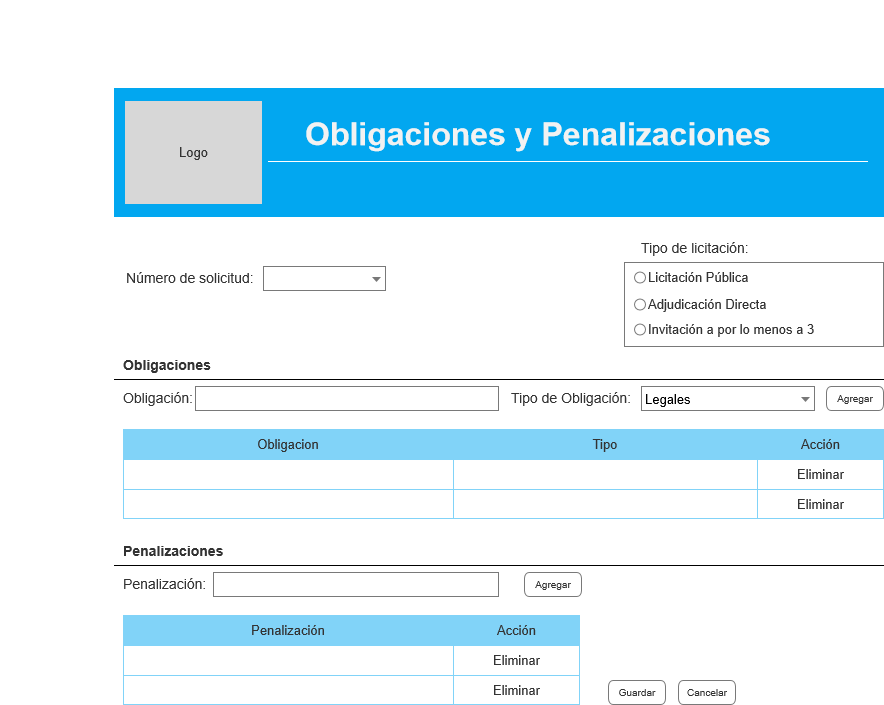 Logo
Obligaciones y Penalizaciones
Tipo de licitación:
Número de solicitud:
Licitación Pública
Adjudicación Directa
Invitación a por lo menos a 3
Obligaciones
Obligación: Tipo de Obligación: Legales Agregar
Obligacion Tipo Acción
Eliminar
Eliminar
Penalizaciones
Penalización: Agregar
Penalización Acción
Eliminar
Eliminar Guardar Cancelar